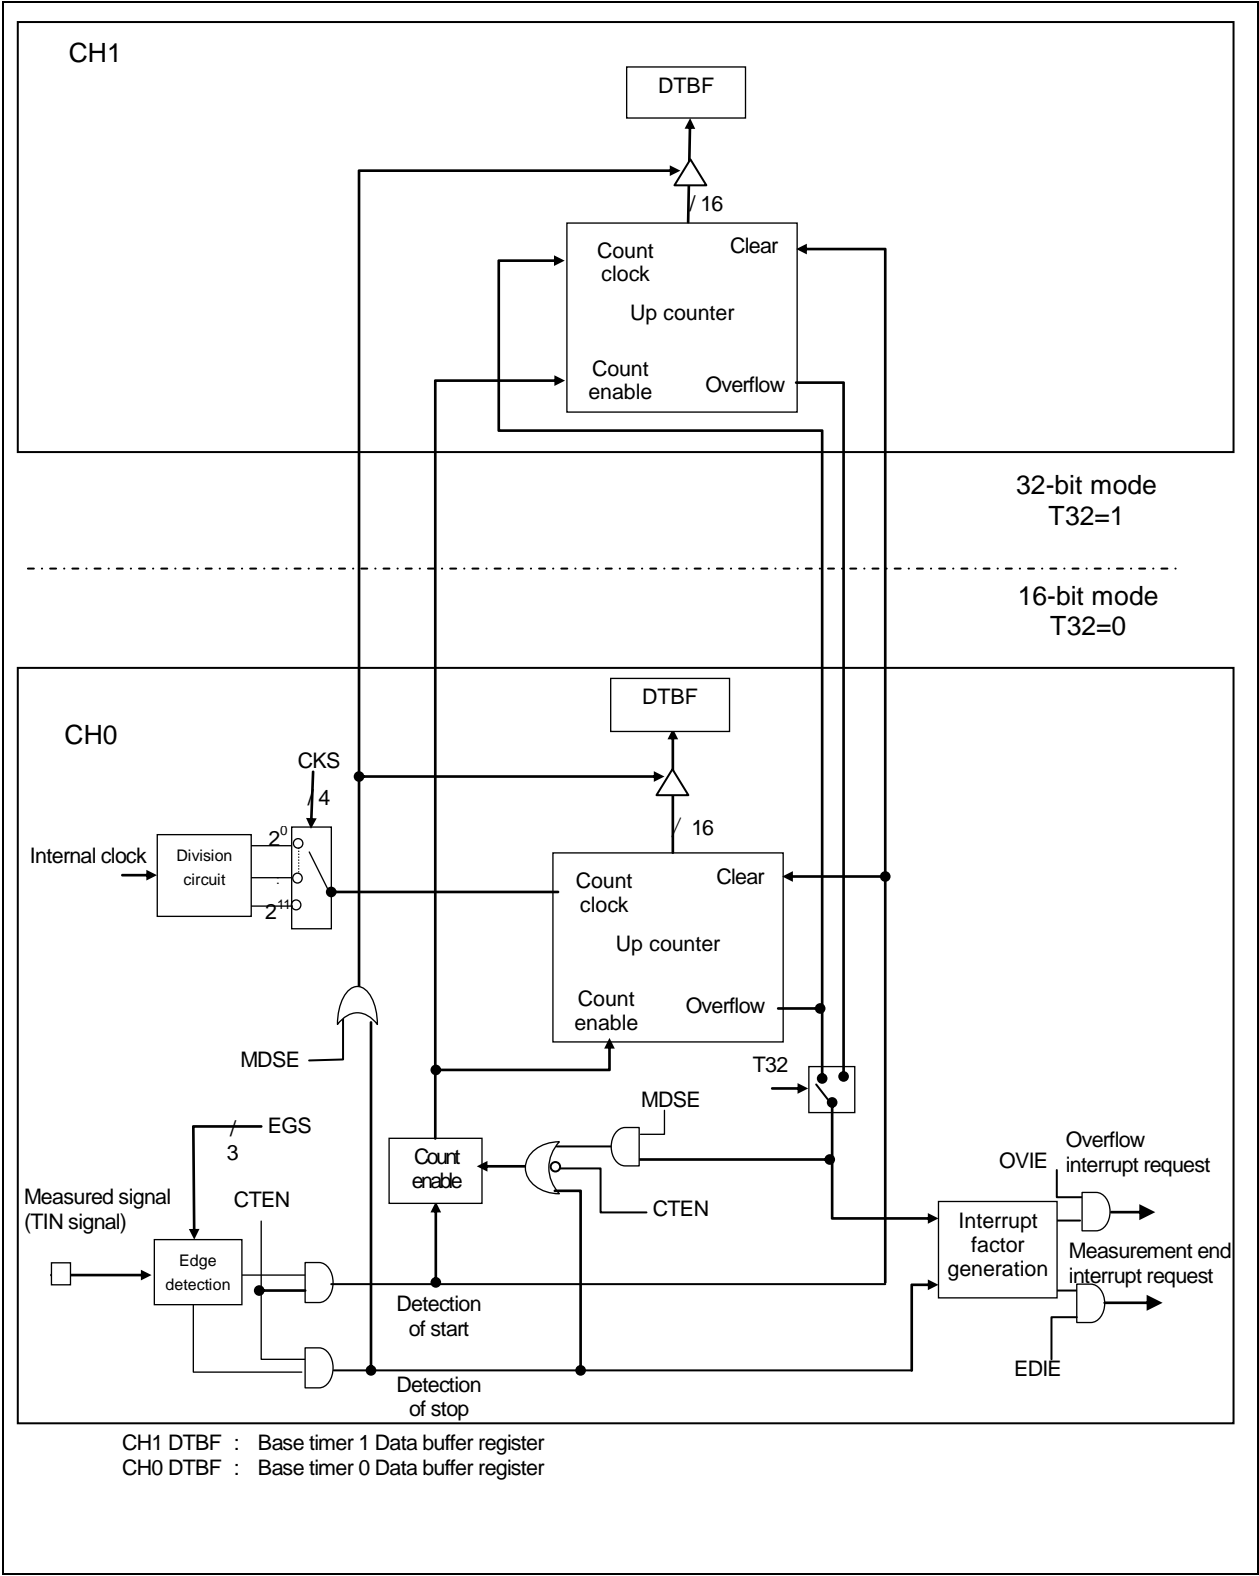 CH1
DTBF
16
Count
clock
Clear
Up counter
Count
enable
Overflow
32-bit mode
T32=1
16-bit mode
T32=0
CH0
DTBF
CKS
4
16
Internal clock
Division
circuit
2^0
:
2^11
Count
clock
Clear
Up counter
Count
enable
Overflow
MDSE
T32
MDSE
EGS
3
Count
enable
CTEN
OVIE
Overflow
interrupt request
Measured signal
(TIN signal)
CTEN
Edge
detection
Interrupt
factor
generation
Measurement end
interrupt request
Detection
of start
EDIE
Detection
of stop
CH1 DTBF : Base timer 1 Data buffer register
CH0 DTBF : Base timer 0 Data buffer register